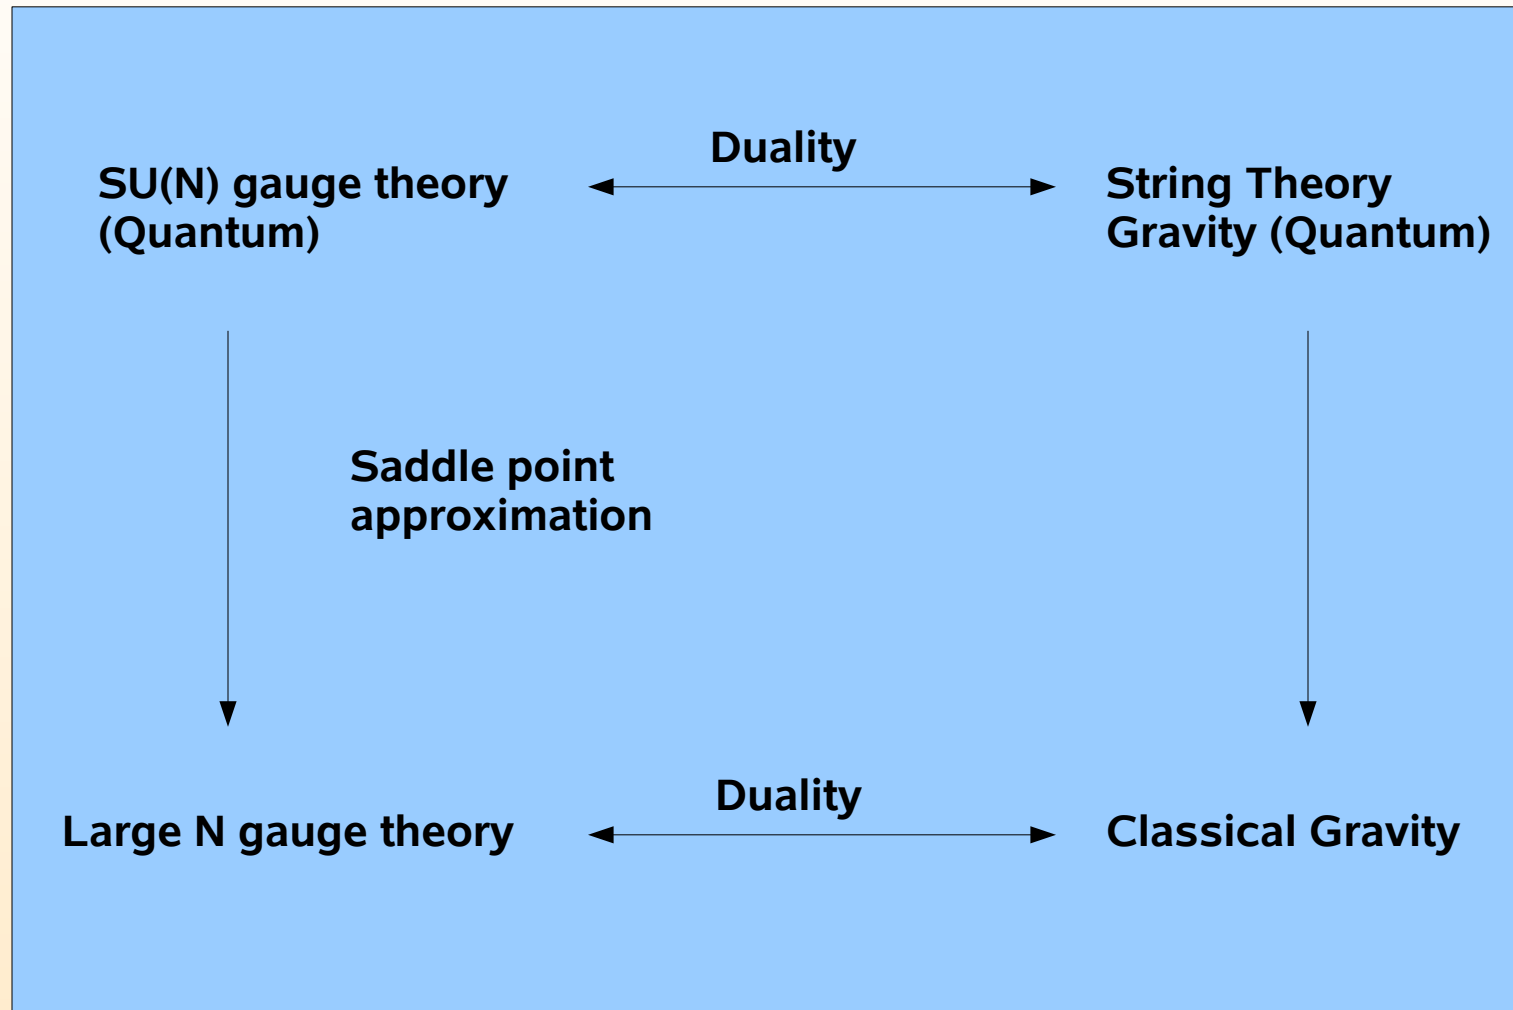 Duality
SU(N) gauge theory
(Quantum)
String Theory
Gravity (Quantum)
Saddle point
approximation
Duality
Large N gauge theory
Classical Gravity